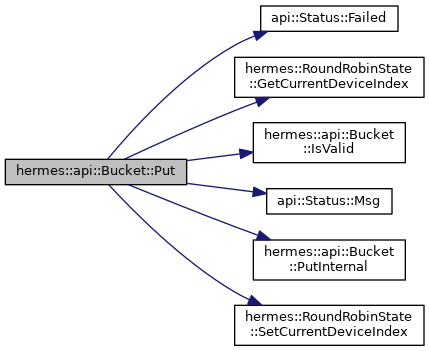 api::Status::Failed
hermes::RoundRobinState
::GetCurrentDeviceIndex
hermes::api::Bucket
::IsValid
hermes::api::Bucket::Put
api::Status::Msg
hermes::api::Bucket
::PutInternal
hermes::RoundRobinState
::SetCurrentDeviceIndex